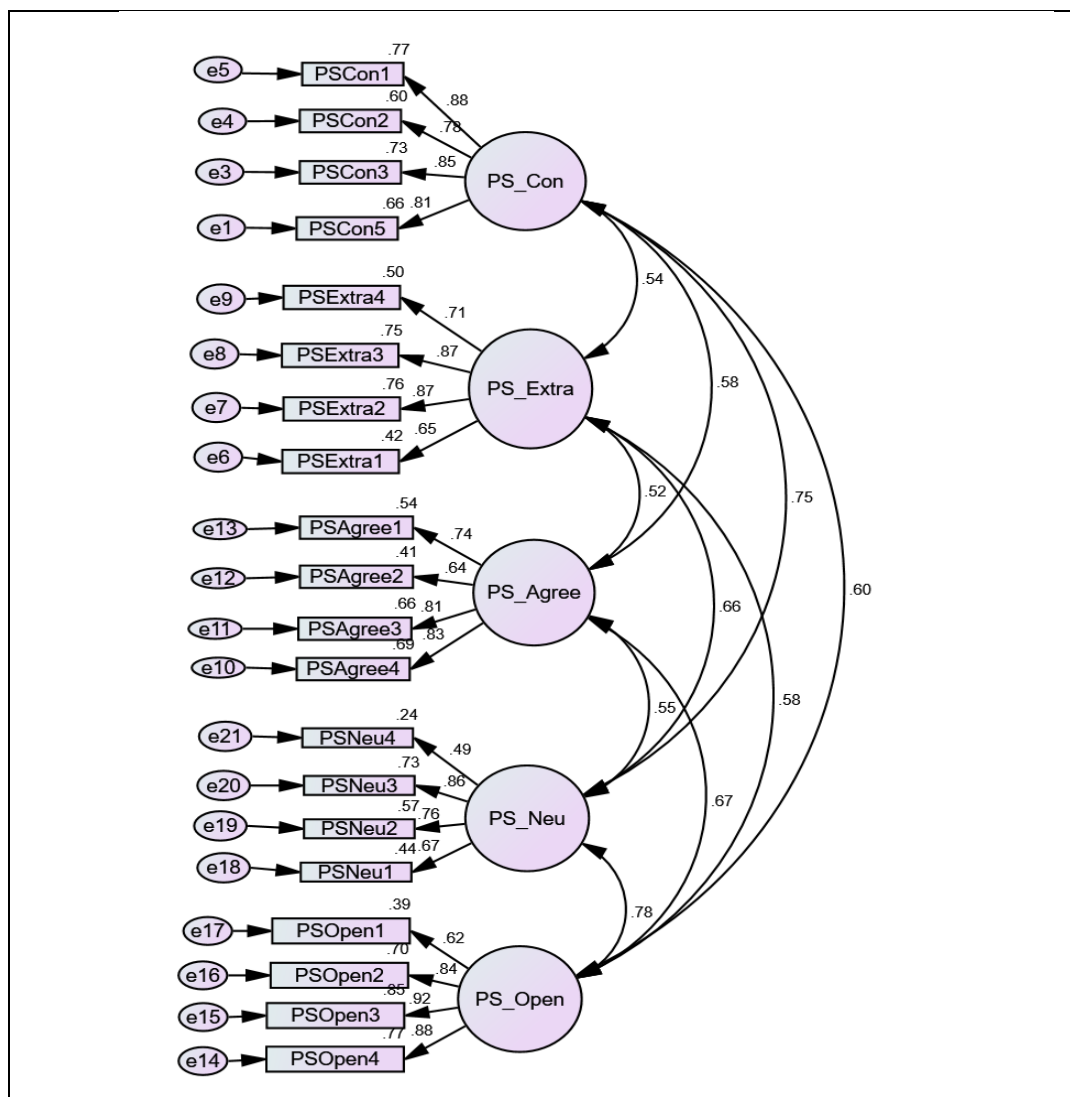 .77
e5 PSCon1
.88
.60
e4 PSCon2
.78
.73
e3 PSCon3
.85
PS_Con
.66 .81
e1 PSCon5
.54
.50
e9 PSExtra4
.71
.75
e8 PSExtra3
.87
PS_Extra
.58
.76 .87
e7 PSExtra2
.42 .65
e6 PSExtra1
.52
.75
.54
e13 PSAgree1
.74
.41
e12 PSAgree2
.64
PS_Agree
.60
.66 .81
e11 PSAgree3
.66
.69 .83
e10 PSAgree4
.55
.58
.24
e21 PSNeu4
.49
.73
e20 PSNeu3
.86
.67
.57 .76
e19 PSNeu2
PS_Neu
.44 .67
e18 PSNeu1
.39
.78
e17 PSOpen1
.62
.70
e16 PSOpen2
.84
.85 .92
PS_Open
e15 PSOpen3
.77 .88
e14 PSOpen4